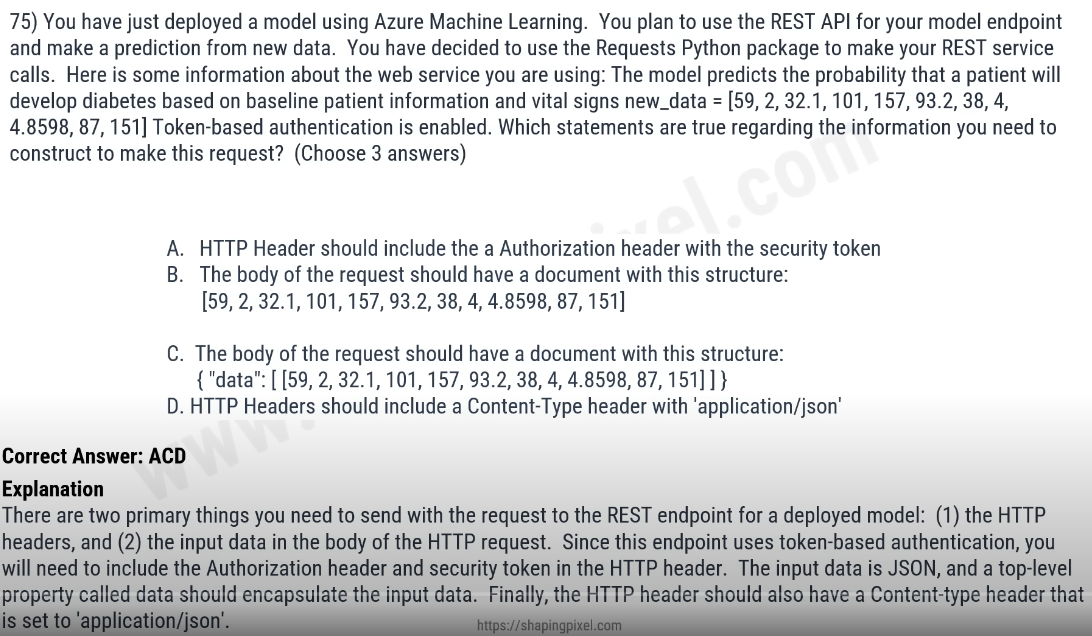 75) You have just deployed a model using Azure Machine Learning. You plan to use the REST API for your model endpoint
and make a prediction from new data. You have decided to use the Requests Python package to make your REST service
calls. Here is some information about the web service you are using: The model predicts the probability that a patient will
develop diabetes based on baseline patient information and vital signs new_data = [59, 2, 32.1, 101, 157, 93.2, 38, 4,
4.8598, 87, 151] Token-based authentication is enabled. Which statements are true regarding the information you need to
construct to make this request? (Choose 3 answers)
A. HTTP Header should include the a Authorization header with the security token
B. The body of the request should have a document with this structure:
[59, 2, 32.1, 101, 157, 93.2, 38, 4, 4.8598, 87, 151]
C. The body of the request should have a document with this structure:
{ "data": [ [59, 2, 32.1, 101, 157, 93.2, 38, 4, 4.8598, 87, 151] ] }
D. HTTP Headers should include a Content-Type header with 'application/json'
Correct Answer: ACD
Explanation
There are two primary things you need to send with the request to the REST endpoint for a deployed model: (1) the HTTP
headers, and (2) the input data in the body of the HTTP request. Since this endpoint uses token-based authentication, you
will need to include the Authorization header and security token in the HTTP header. The input data is JSON, and a top-level
property called data should encapsulate the input data. Finally, the HTTP header should also have a Content-type header that
is set to 'application/json'.
https://shapingpixel.com